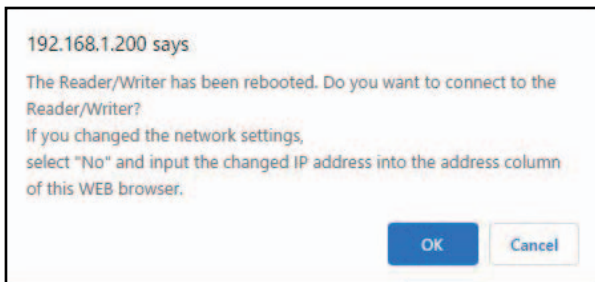 192.168.1.200 says
The Reader/Writer has been rebooted. Do you want to connect to the
Reader/Writer?
If you changed the network settings,
select "No" and input the changed IP address into the address column
of this WEB browser.
OK
Cancel